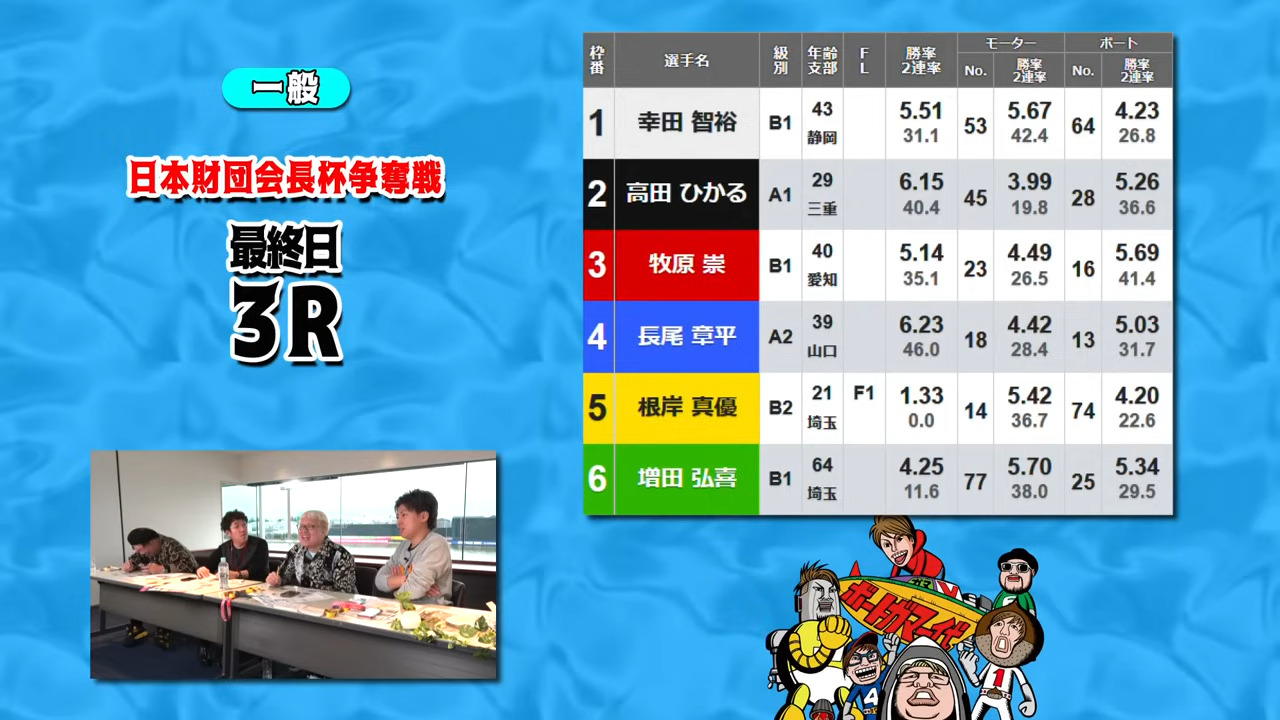 一般
日本財団会長杯争奪戦
最終日
3R
枠番 選手名 級別 年齢支部 FL 勝率2連率 モーター ボート
No. 勝率2連率 No. 勝率2連率
1 幸田 智裕 B1 43 5.51 53 5.67 64 4.23
静岡 31.1 42.4 26.8
2 高田 ひかる A1 29 6.15 45 3.99 28 5.26
三重 40.4 19.8 36.6
3 牧原 崇 B1 40 5.14 23 4.49 16 5.69
愛知 35.1 26.5 41.4
4 長尾 章平 A2 39 6.23 18 4.42 13 5.03
山口 46.0 28.4 31.7
5 根岸 真優 B2 21 F1 1.33 14 5.42 74 4.20
埼玉 0.0 36.7 22.6
6 増田 弘喜 B1 64 4.25 77 5.70 25 5.34
埼玉 11.6 38.0 29.5
ボートガマイヤ
1
4